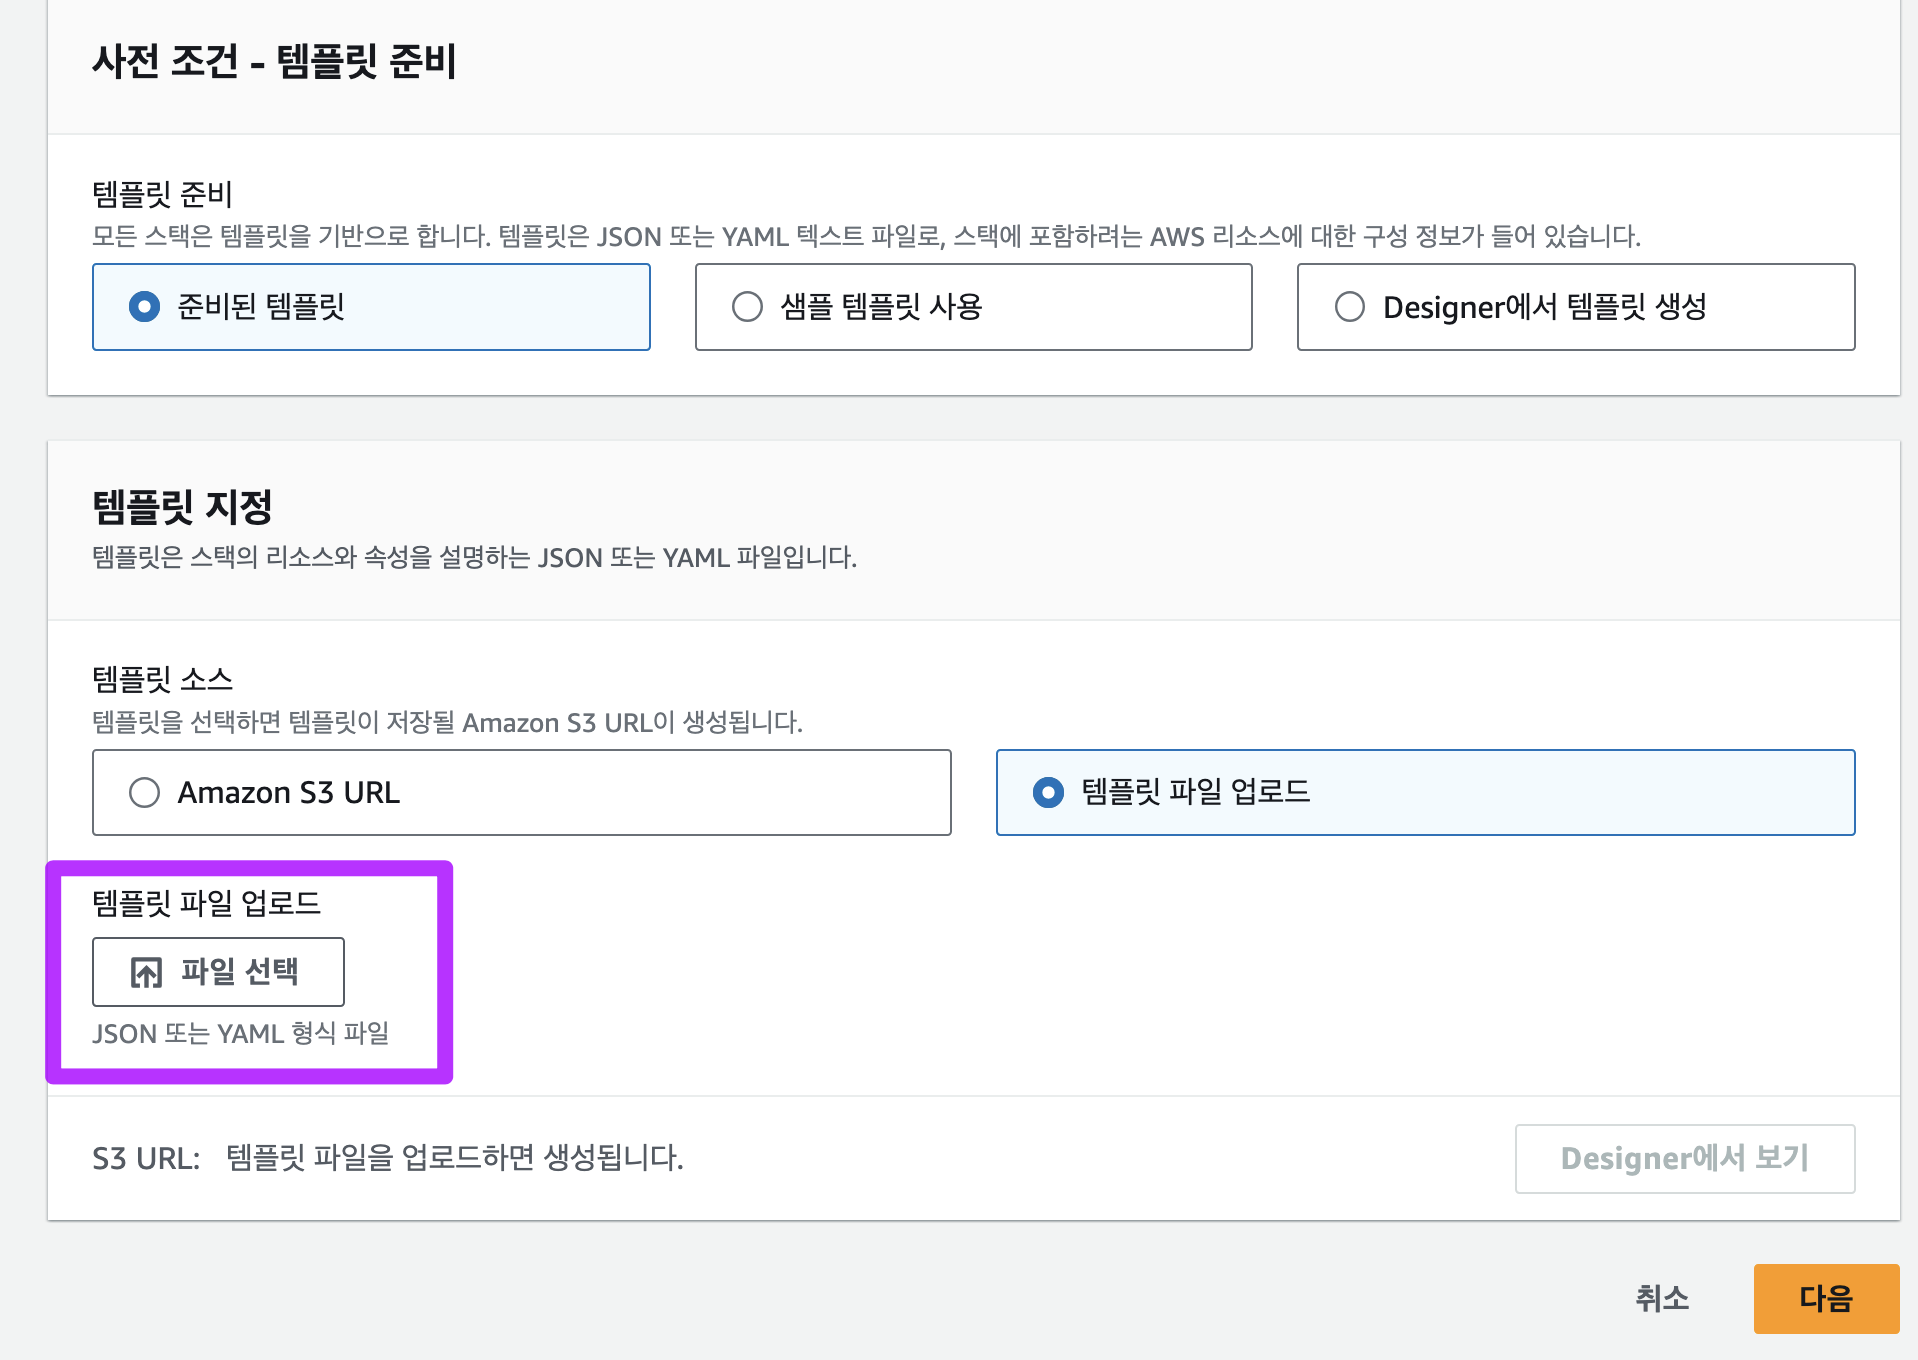 사전 조건 - 템플릿 준비
템플릿 준비
모든 스택은 템플릿을 기반으로 합니다. 템플릿은 JSON 또는 YAML 텍스트 파일로, 스택에 포함하려는 AWS 리소스에 대한 구성 정보가 들어 있습니다.
준비된 템플릿
샘플 템플릿 사용
Designer에서 템플릿 생성
템플릿 지정
템플릿은 스택의 리소스와 속성을 설명하는 JSON 또는 YAML 파일입니다.
템플릿 소스
템플릿을 선택하면 템플릿이 저장될 Amazon S3 URL이 생성됩니다.
Amazon S3 URL
템플릿 파일 업로드
템플릿 파일 업로드
파일 선택
JSON 또는 YAML 형식 파일
S3 URL: 템플릿 파일을 업로드하면 생성됩니다.
Designer에서 보기
취소
다음